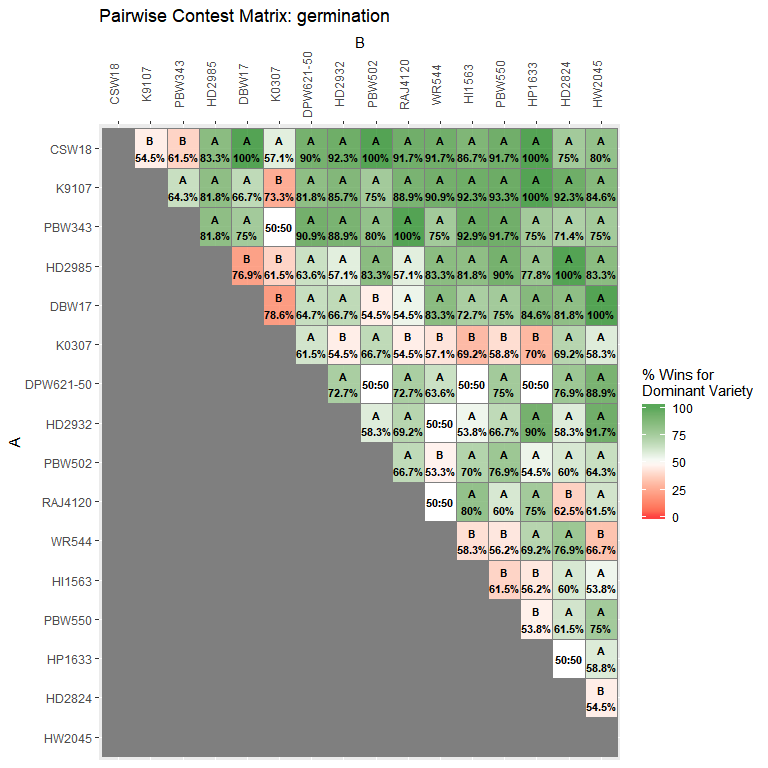 Pairwise Contest Matrix: germination
B
CSW18 K9107 PBW343 HD2985 DBW17 K0307 DPW621-50 HD2932 PBW502 RAJ4120 WR544 HI1563 PBW550 HP1633 HD2824 HW2045
A
CSW18 B B A A A A A A A A A A A A A
54.5% 61.5% 83.3% 100% 57.1% 90% 92.3% 100% 91.7% 91.7% 86.7% 91.7% 100% 75% 80%
K9107 A A A B A A A A A A A A A A
64.3% 81.8% 66.7% 73.3% 81.8% 85.7% 75% 88.9% 90.9% 92.3% 93.3% 100% 92.3% 84.6%
PBW343 A A 50:50 A A A A A A A A A A
81.8% 75% 90.9% 88.9% 80% 100% 75% 92.9% 91.7% 75% 71.4% 75%
HD2985 B B A A A A A A A A A A
76.9% 61.5% 63.6% 57.1% 83.3% 57.1% 83.3% 81.8% 90% 77.8% 100% 83.3%
DBW17 B A A B A A A A A A A
78.6% 64.7% 66.7% 54.5% 54.5% 83.3% 72.7% 75% 84.6% 81.8% 100%
K0307 A B A B B B B B A A
61.5% 54.5% 66.7% 54.5% 57.1% 69.2% 58.8% 70% 69.2% 58.3%
DPW621-50 A 50:50 A A 50:50 A 50:50 A A
72.7% 72.7% 63.6% 75% 76.9% 88.9%
HD2932 A A 50:50 A A A A A
58.3% 69.2% 53.8% 66.7% 90% 58.3% 91.7%
PBW502 A B A A A A A
66.7% 53.3% 70% 76.9% 54.5% 60% 64.3%
RAJ4120 50:50 A A A B A
80% 60% 75% 62.5% 61.5%
WR544 B B A A B
58.3% 56.2% 69.2% 76.9% 66.7%
HI1563 B B A A
61.5% 56.2% 60% 53.8%
PBW550 B A A
53.8% 61.5% 75%
HP1633 50:50 A
58.8%
HD2824 B
54.5%
HW2045
% Wins for
Dominant Variety
100
75
50
25
0